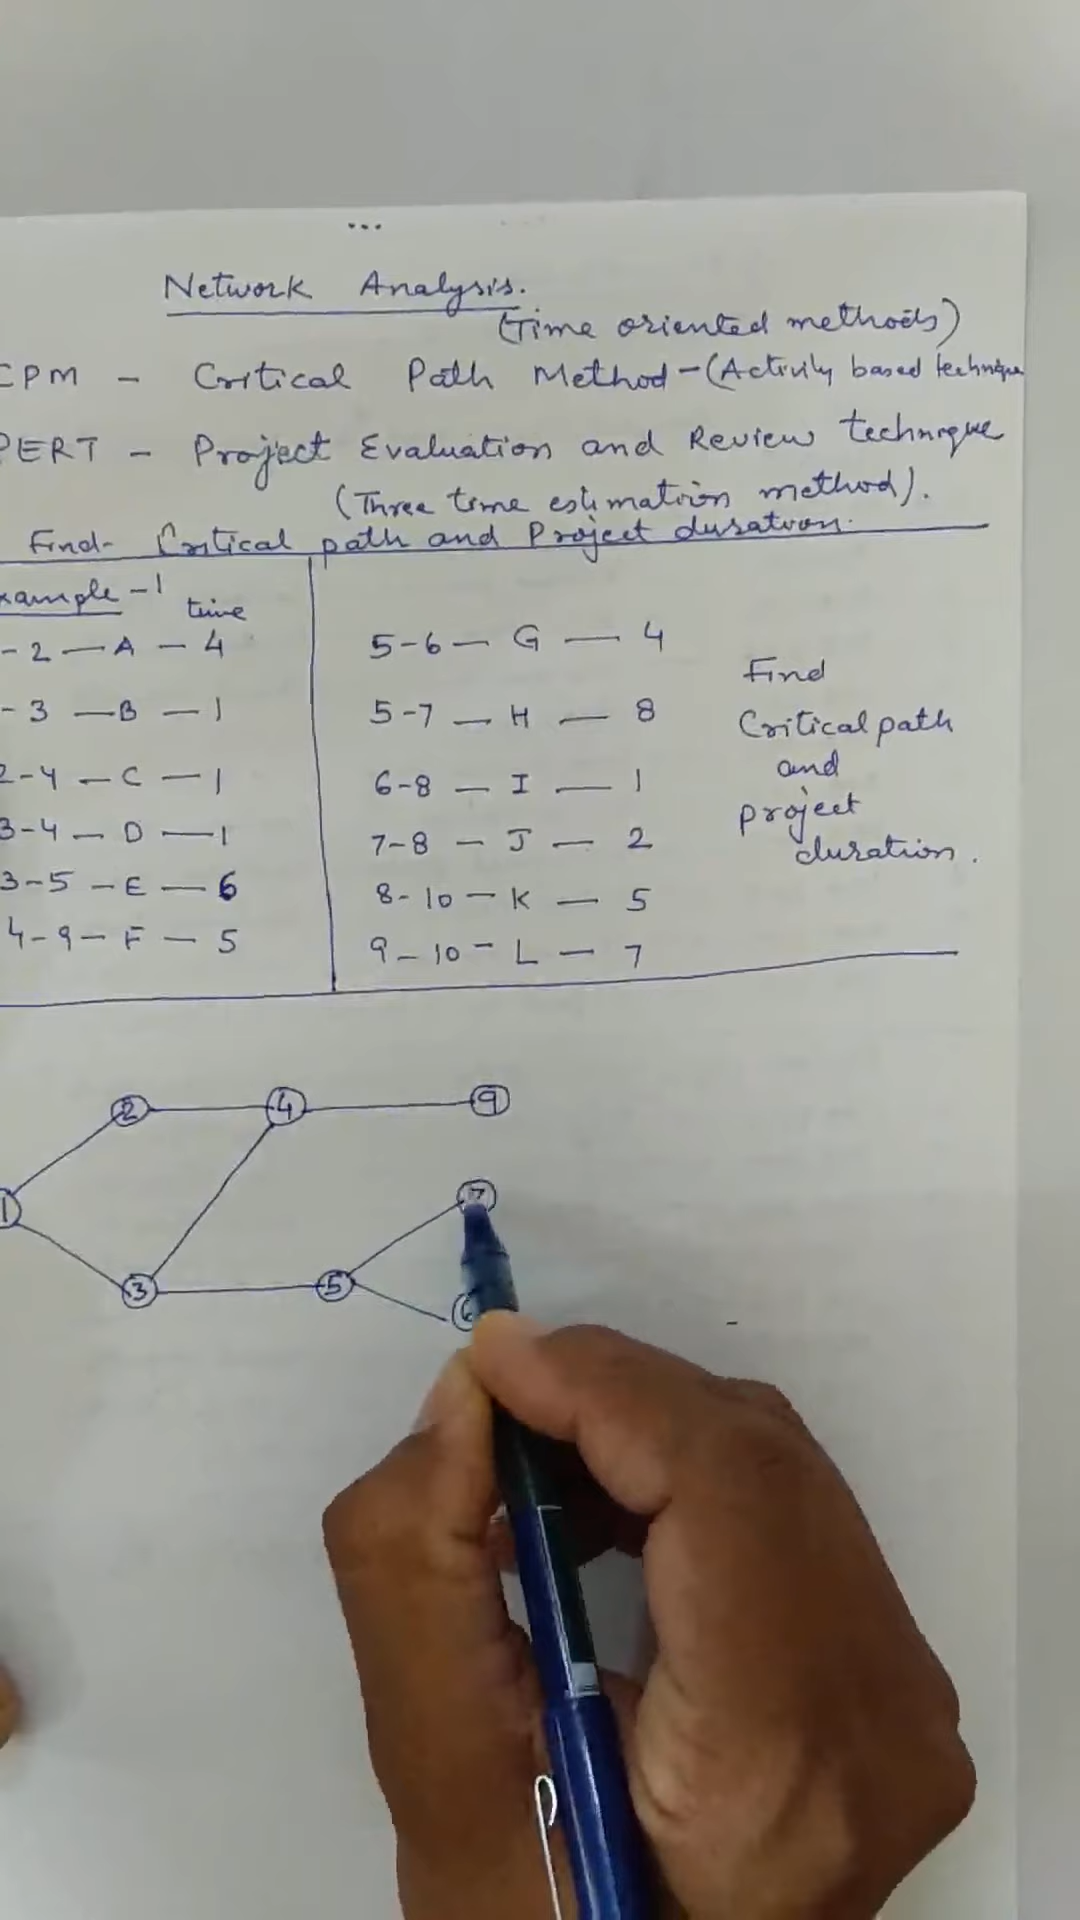 ...
Network Analysis.
(Time oriented methods)
CPM - Critical Path Method - (Activity based technique
PERT - Project Evaluation and Review technique
(Three time estimation method).
Find- Critical path and Project duration.
xample - 1 time
- 2 — A — 4
- 3 — B — 1
2-4 — C — 1
3-4 — D — 1
3-5 — E — 6
4-9 — F — 5
5-6 — G — 4
5-7 — H — 8
6-8 — I — 1
7-8 — J — 2
8-10 — K — 5
9-10 — L — 7
Find
Critical path
and
project
duration.
2 4 9
1 7
3 5 6